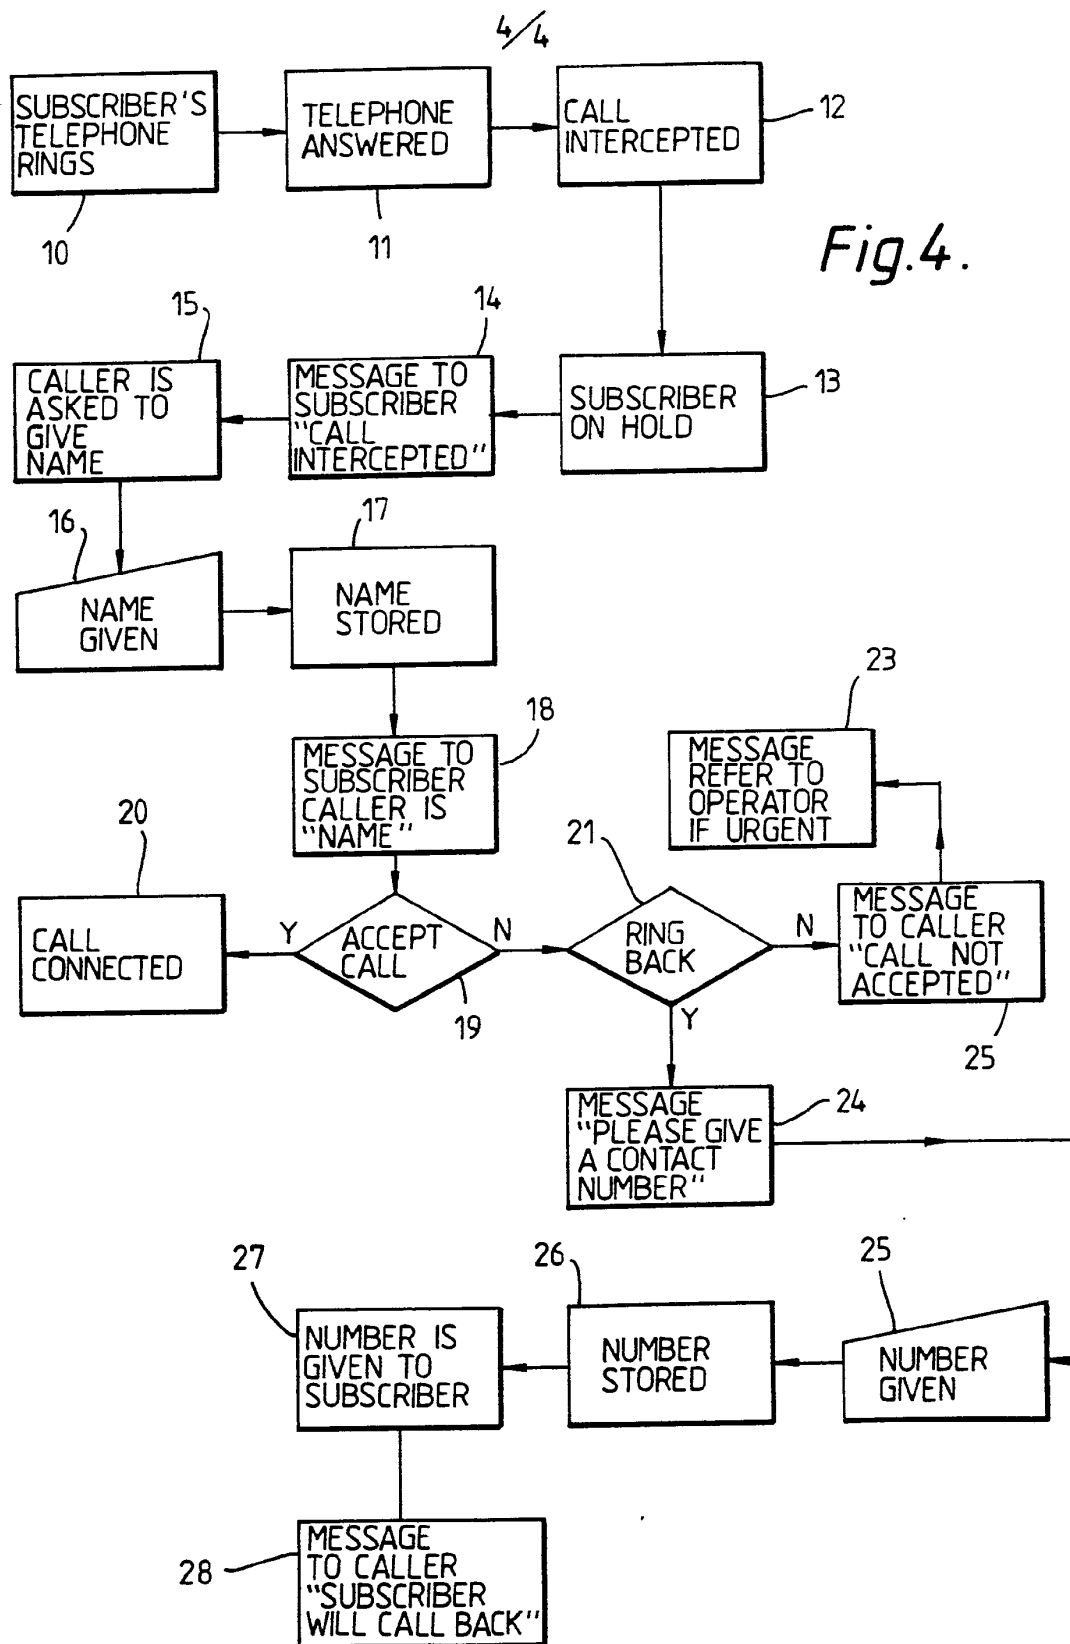 4/4
SUBSCRIBER'S
TELEPHONE
RINGS
10
TELEPHONE
ANSWERED
11
CALL
INTERCEPTED
12
Fig.4.
SUBSCRIBER
ON HOLD
13
14
MESSAGE TO
SUBSCRIBER
"CALL
INTERCEPTED"
15
CALLER IS
ASKED TO
GIVE
NAME
16
NAME
GIVEN
17
NAME
STORED
18
MESSAGE TO
SUBSCRIBER
CALLER IS
"NAME"
19
ACCEPT
CALL
Y
N
20
CALL
CONNECTED
21
RING
BACK
N
Y
23
MESSAGE
REFER TO
OPERATOR
IF URGENT
MESSAGE
TO CALLER
"CALL NOT
ACCEPTED"
25
24
MESSAGE
"PLEASE GIVE
A CONTACT
NUMBER"
25
NUMBER
GIVEN
26
NUMBER
STORED
27
NUMBER IS
GIVEN TO
SUBSCRIBER
28
MESSAGE
TO CALLER
"SUBSCRIBER
WILL CALL BACK"